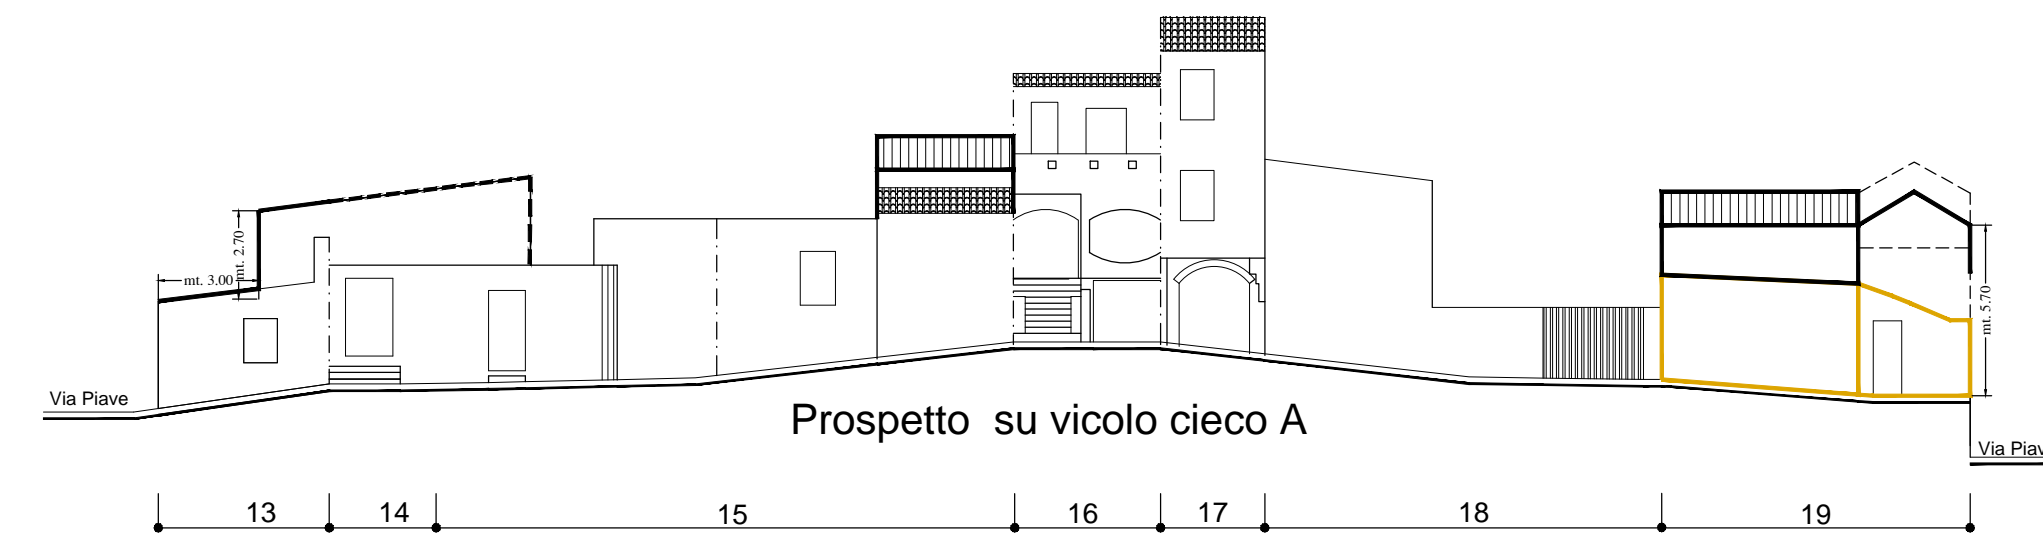 mt. 2.70
mt. 3.00
mt. 5.70
Via Piave
Prospetto su vicolo cieco A
Via Piav
13 14 15 16 17 18 19